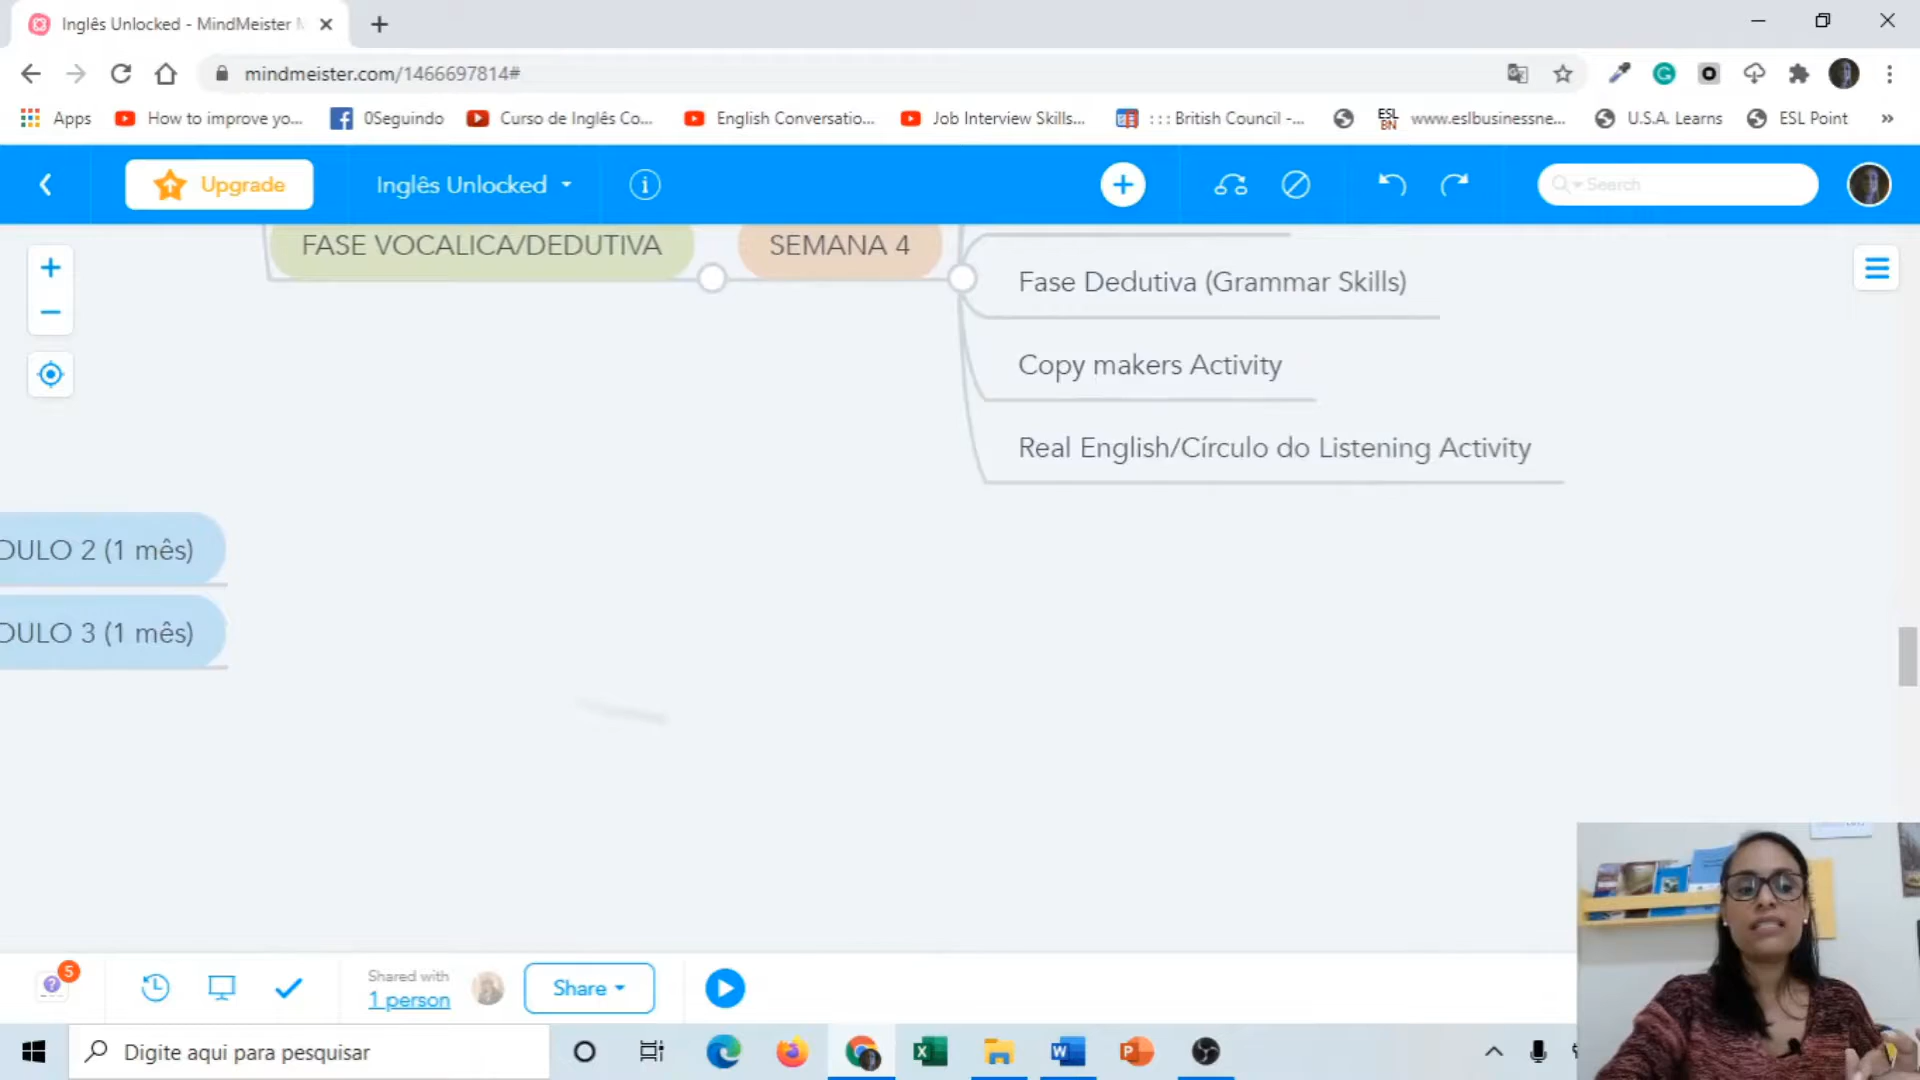 Inglês Unlocked - MindMeister
mindmeister.com/1466697814#
Apps
How to improve yo...
0Seguindo
Curso de Inglês Co...
English Conversatio...
Job Interview Skills...
::: British Council -...
ESL
BN
www.eslbusinessne...
U.S.A. Learns
ESL Point
»
Upgrade
Inglês Unlocked
Search
FASE VOCALICA/DEDUTIVA
SEMANA 4
Fase Dedutiva (Grammar Skills)
Copy makers Activity
Real English/Círculo do Listening Activity
DULO 2 (1 mês)
DULO 3 (1 mês)
5
Shared with
1 person
Share
Digite aqui para pesquisar